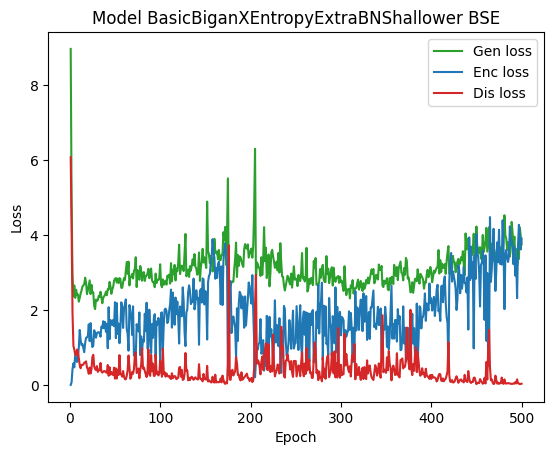 Model BasicBiganXEntropyExtraBNShallower BSE
Gen loss
Enc loss
Dis loss
8
6
4
2
0
Loss
0 100 200 300 400 500
Epoch